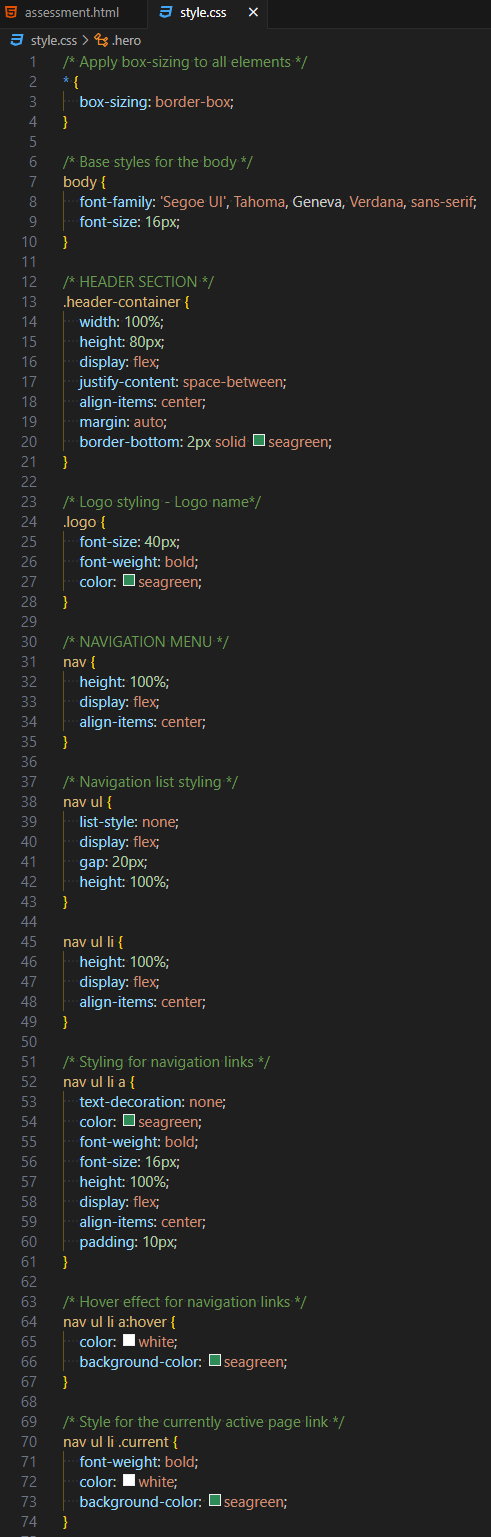 assessment.html style.css ×
style.css > .hero
1 /* Apply box-sizing to all elements */
2 * {
3 box-sizing: border-box;
4 }
5
6 /* Base styles for the body */
7 body {
8 font-family: 'Segoe UI', Tahoma, Geneva, Verdana, sans-serif;
9 font-size: 16px;
10 }
11
12 /* HEADER SECTION */
13 .header-container {
14 width: 100%;
15 height: 80px;
16 display: flex;
17 justify-content: space-between;
18 align-items: center;
19 margin: auto;
20 border-bottom: 2px solid seagreen;
21 }
22
23 /* Logo styling - Logo name*/
24 .logo {
25 font-size: 40px;
26 font-weight: bold;
27 color: seagreen;
28 }
29
30 /* NAVIGATION MENU */
31 nav {
32 height: 100%;
33 display: flex;
34 align-items: center;
35 }
36
37 /* Navigation list styling */
38 nav ul {
39 list-style: none;
40 display: flex;
41 gap: 20px;
42 height: 100%;
43 }
44
45 nav ul li {
46 height: 100%;
47 display: flex;
48 align-items: center;
49 }
50
51 /* Styling for navigation links */
52 nav ul li a {
53 text-decoration: none;
54 color: seagreen;
55 font-weight: bold;
56 font-size: 16px;
57 height: 100%;
58 display: flex;
59 align-items: center;
60 padding: 10px;
61 }
62
63 /* Hover effect for navigation links */
64 nav ul li a:hover {
65 color: white;
66 background-color: seagreen;
67 }
68
69 /* Style for the currently active page link */
70 nav ul li .current {
71 font-weight: bold;
72 color: white;
73 background-color: seagreen;
74 }